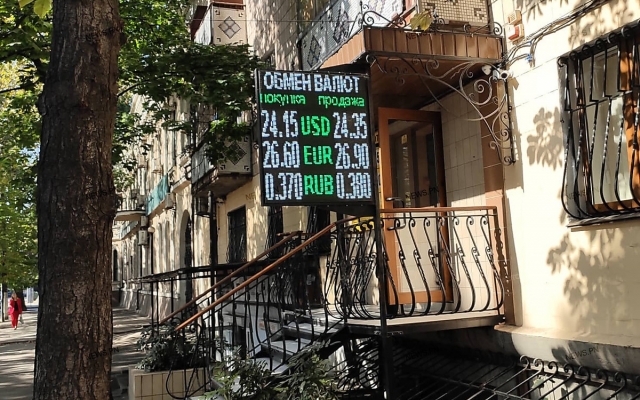 ОБМЕН ВАЛЮТ
покупка продажа
24.15 USD 24.35
26.60 EUR 26.90
0.370 RUB 0.380